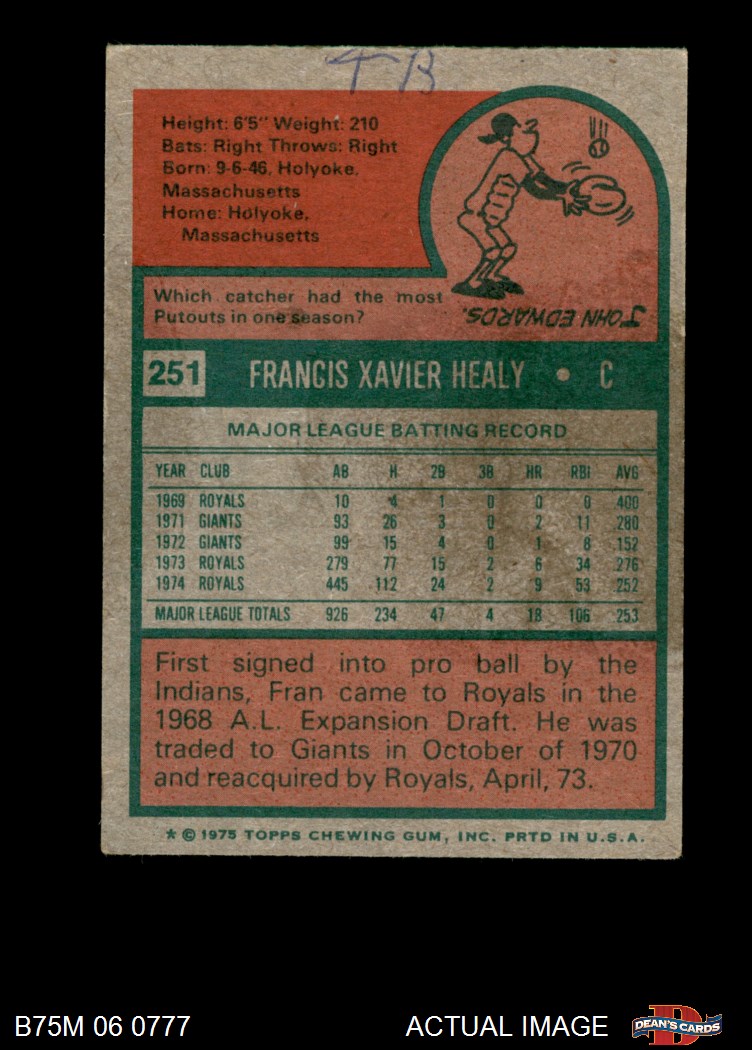 TB
Height: 6'5" Weight: 210
Bats: Right Throws: Right
Born: 9-6-46, Holyoke,
Massachusetts
Home: Holyoke,
Massachusetts
Which catcher had the most
Putouts in one season?
JOHN EDWARDS.
251 FRANCIS XAVIER HEALY • C
MAJOR LEAGUE BATTING RECORD
YEAR CLUB AB H 2B 3B HR RBI AVG
1969 ROYALS 10 4 1 0 0 0 400
1971 GIANTS 93 26 3 0 2 11 280
1972 GIANTS 99 15 4 0 1 8 152
1973 ROYALS 279 77 15 2 6 34 276
1974 ROYALS 445 112 24 2 9 53 252
MAJOR LEAGUE TOTALS 926 234 47 4 18 106 253
First signed into pro ball by the
Indians, Fran came to Royals in the
1968 A.L. Expansion Draft. He was
traded to Giants in October of 1970
and reacquired by Royals, April, 73.
* © 1975 TOPPS CHEWING GUM, INC. PRTD IN U.S.A.
B75M 06 0777 ACTUAL IMAGE DEAN'S CARDS